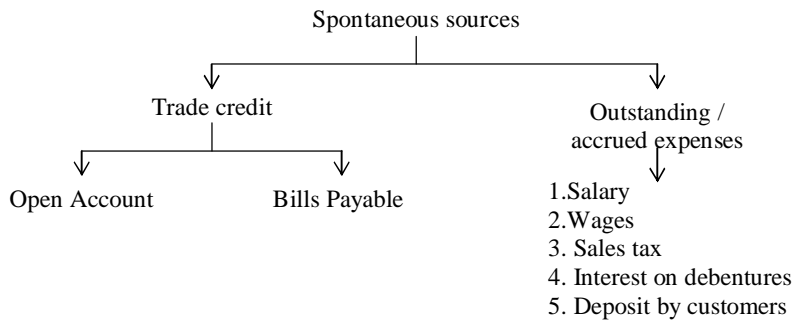 Spontaneous sources
Trade credit
Outstanding /
accrued expenses
Open Account
Bills Payable
1.Salary
2.Wages
3. Sales tax
4. Interest on debentures
5. Deposit by customers